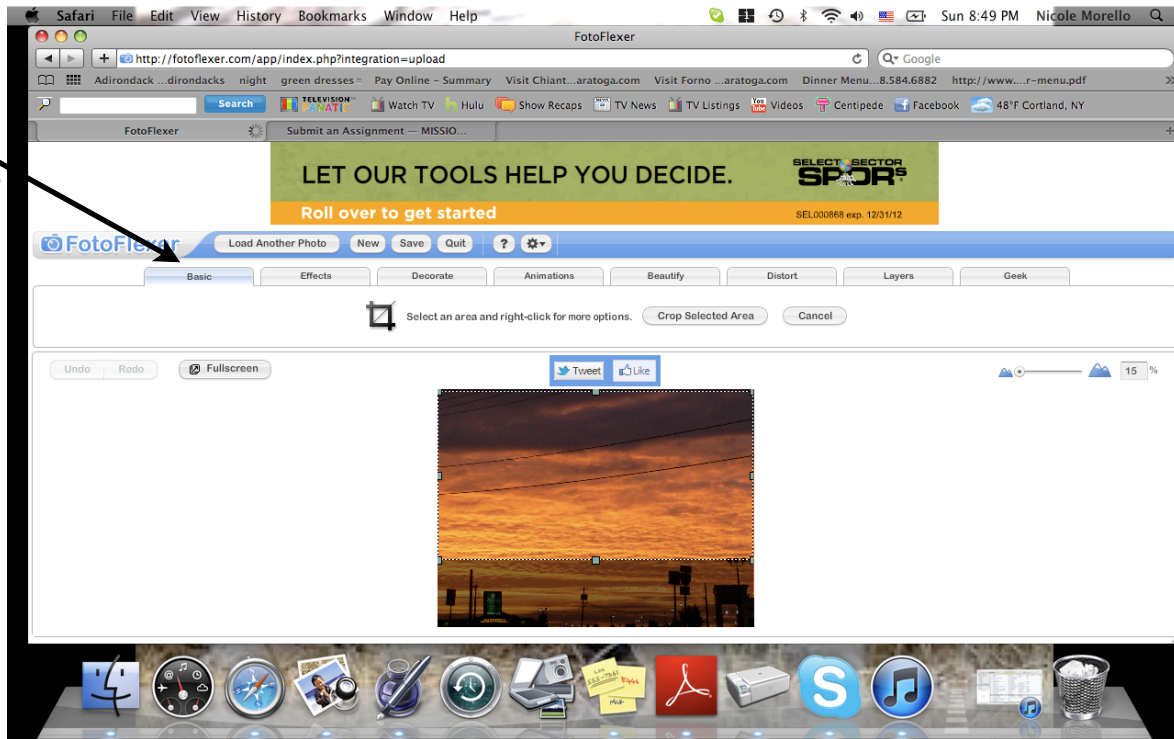 Safari File Edit View History Bookmarks Window Help Sun 8:49 PM Nicole Morello
FotoFlexer
http://fotoflexer.com/app/index.php?integration=upload Google
Adirondack ...dirondacks night green dresses Pay Online – Summary Visit Chiant...aratoga.com Visit Forno ...aratoga.com Dinner Menu...8.584.6882 http://www....r-menu.pdf
Search TELEVISION FANATIC Watch TV Hulu Show Recaps TV News TV Listings Videos Centipede Facebook 48°F Cortland, NY
FotoFlexer Submit an Assignment — MISSIO...
LET OUR TOOLS HELP YOU DECIDE. SELECT SECTOR
SPDRs
Roll over to get started SEL000868 exp. 12/31/12
FotoFlexer Load Another Photo New Save Quit ?
Basic Effects Decorate Animations Beautify Distort Layers Geek
Select an area and right-click for more options. Crop Selected Area Cancel
Undo Redo Fullscreen Tweet Like 15 %